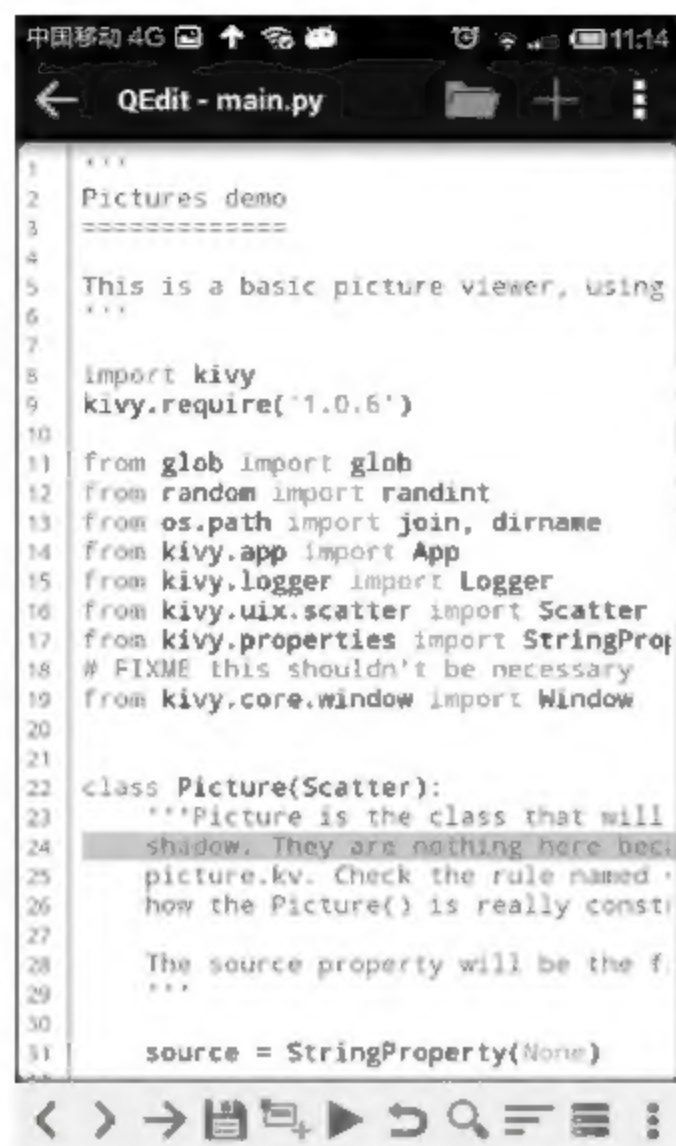 中国移动 4G 11:14
QEdit - main.py
1 '''
2 Pictures demo
3 =============
4
5 This is a basic picture viewer, using
6 '''
7
8 import kivy
9 kivy.require('1.0.6')
10
11 from glob import glob
12 from random import randint
13 from os.path import join, dirname
14 from kivy.app import App
15 from kivy.logger import Logger
16 from kivy.uix.scatter import Scatter
17 from kivy.properties import StringProp
18 # FIXME this shouldn't be necessary
19 from kivy.core.window import Window
20
21
22 class Picture(Scatter):
23 '''Picture is the class that will
24 shadow. They are nothing here bec
25 picture.kv. Check the rule named
26 how the Picture() is really const
27
28 The source property will be the f
29 '''
30
31 source = StringProperty(None)